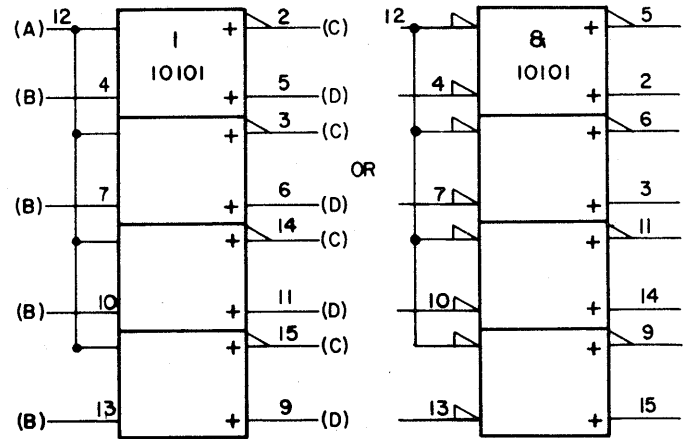 (A) 12 1 + 2 (C) 12 & + 5
10101 10101
(B) 4 + 5 (D) 4 + 2
+ 3 (C) + 6
OR
(B) 7 + 6 (D) 7 + 3
+ 14 (C) + 11
(B) 10 + 11 (D) 10 + 14
+ 15 (C) + 9
(B) 13 + 9 (D) 13 + 15